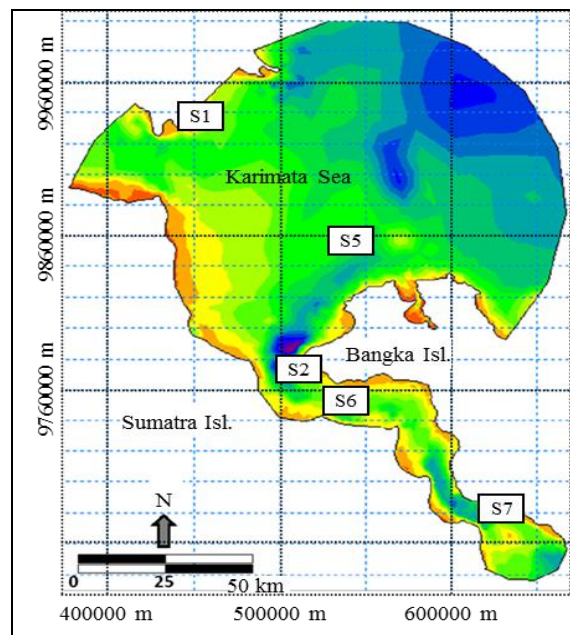 9960000 m
9860000 m
9760000 m
S1
Karimata Sea
S5
Bangka Isl.
S2
S6
Sumatra Isl.
S7
N
0 25 50 km
400000 m 500000 m 600000 m